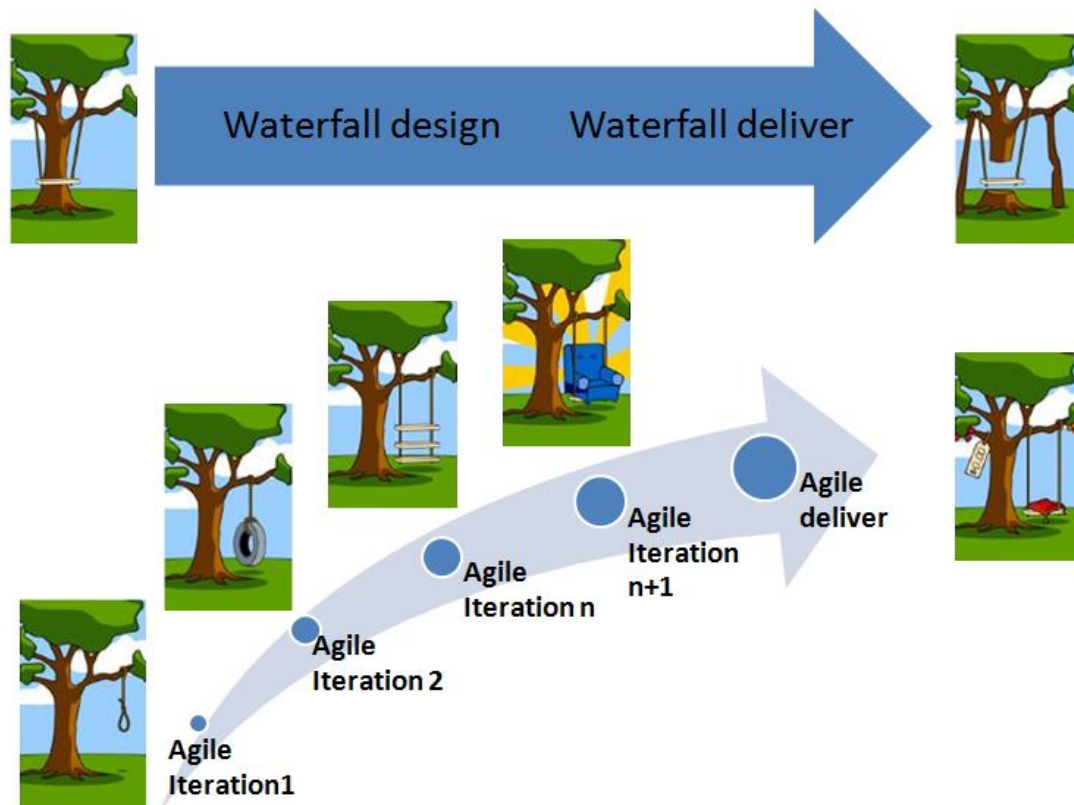 Waterfall design Waterfall deliver
Agile
deliver
Agile
Iteration
n+1
Agile
Iteration n
Agile
Iteration 2
Agile
Iteration1